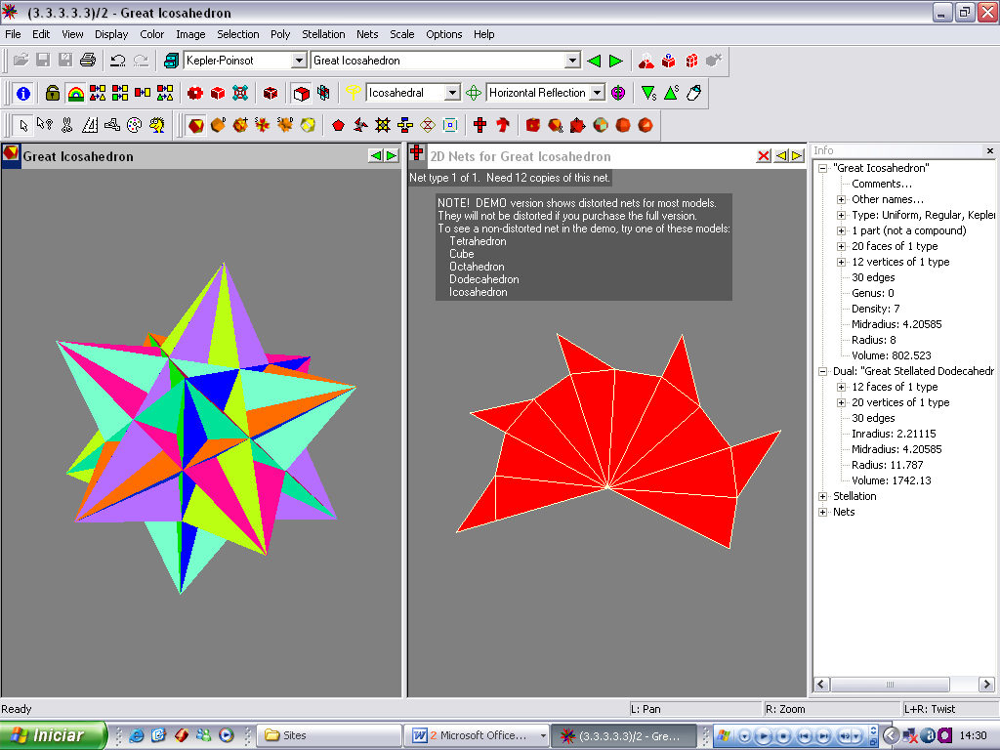 (3.3.3.3.3)/2 - Great Icosahedron
File Edit View Display Color Image Selection Poly Stellation Nets Scale Options Help
Kepler-Poinsot Great Icosahedron
Icosahedral Horizontal Reflection
Great Icosahedron
2D Nets for Great Icosahedron
Net type 1 of 1. Need 12 copies of this net.
NOTE! DEMO version shows distorted nets for most models.
They will not be distorted if you purchase the full version.
To see a non-distorted net in the demo, try one of these models:
Tetrahedron
Cube
Octahedron
Dodecahedron
Icosahedron
Info
"Great Icosahedron"
Comments...
Other names...
Type: Uniform, Regular, Kepler
1 part (not a compound)
20 faces of 1 type
12 vertices of 1 type
30 edges
Genus: 0
Density: 7
Midradius: 4.20585
Radius: 8
Volume: 802.523
Dual: "Great Stellated Dodecahedr
12 faces of 1 type
20 vertices of 1 type
30 edges
Inradius: 2.21115
Midradius: 4.20585
Radius: 11.787
Volume: 1742.13
Stellation
Nets
Ready L: Pan R: Zoom L+R: Twist
Iniciar Sites 2 Microsoft Office... (3.3.3.3.3)/2 - Gre... 14:30